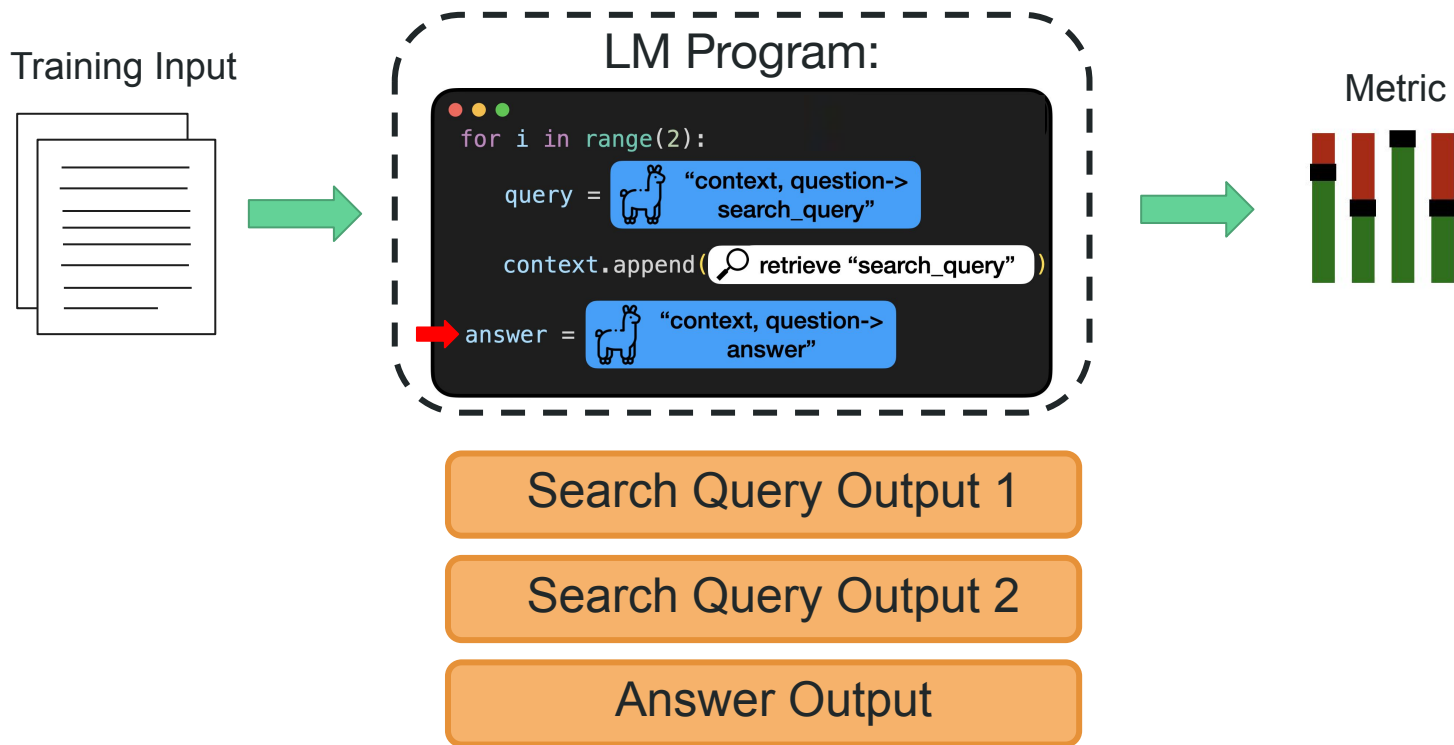 LM Program:
Training Input
Metric
for i in range(2):
query = “context, question->
search_query”
context.append( retrieve “search_query” )
answer = “context, question->
answer”
Search Query Output 1
Search Query Output 2
Answer Output